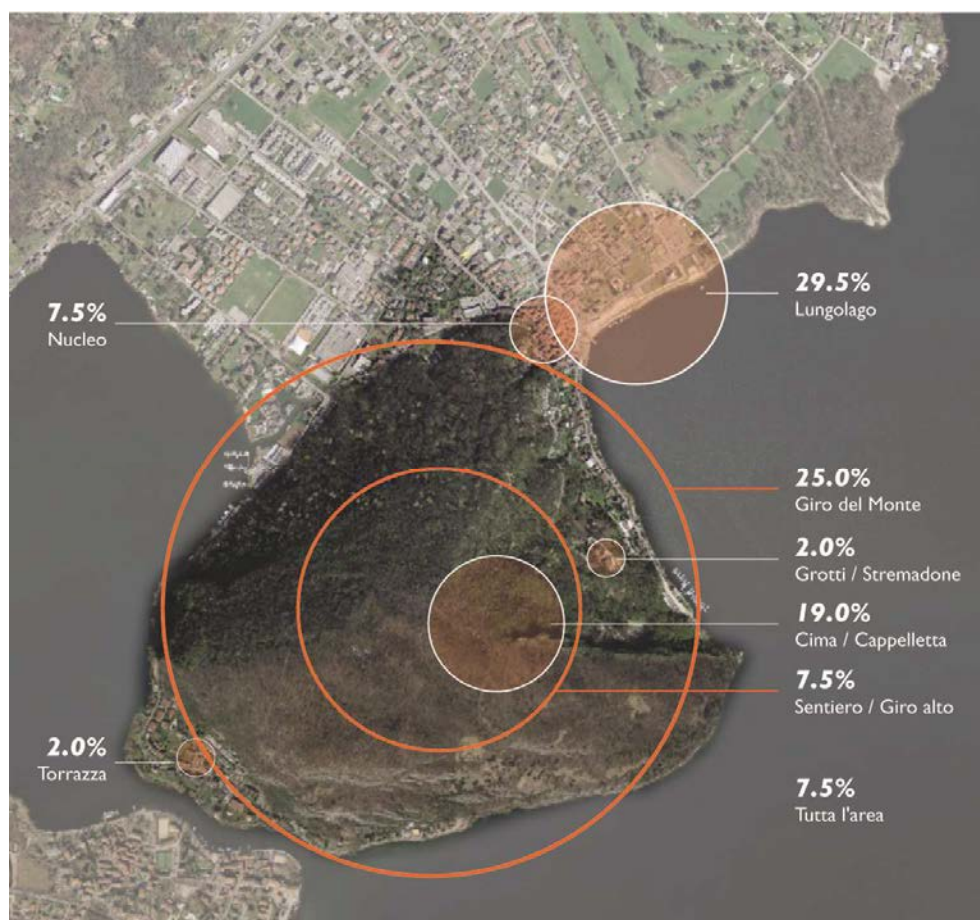 29.5%
Lungolago
7.5%
Nucleo
25.0%
Giro del Monte
2.0%
Grotti / Stremadone
19.0%
Cima / Cappelletta
7.5%
Sentiero / Giro alto
2.0%
Torrazza
7.5%
Tutta l'area